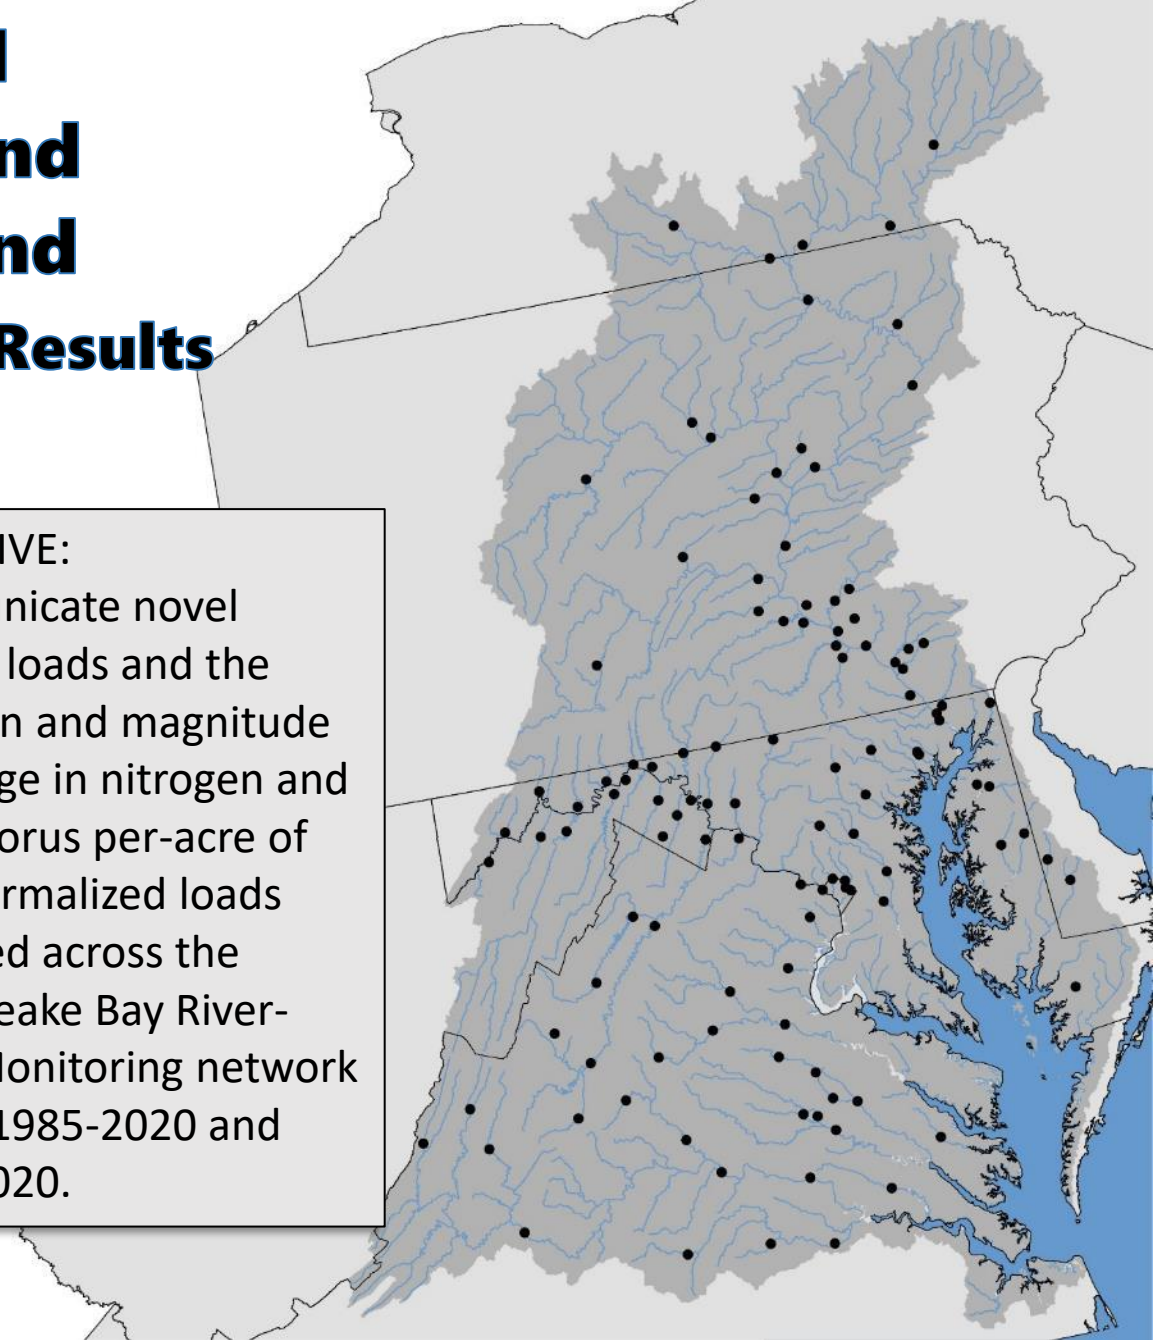 l
nd
nd
Results
IVE:
nicate novel
loads and the
n and magnitude
ge in nitrogen and
orus per-acre of
rmalized loads
ed across the
eake Bay River-
Monitoring network
1985-2020 and
020.